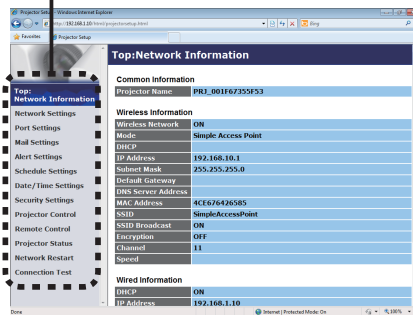 Projector Setup - Windows Internet Explorer
http://192.168.1.10/html/projectorsetup.html
Bing
Favorites
Projector Setup
Top:
Network Information
Network Settings
Port Settings
Mail Settings
Alert Settings
Schedule Settings
Date/Time Settings
Security Settings
Projector Control
Remote Control
Projector Status
Network Restart
Connection Test
Top:Network Information
Common Information
Projector Name PRJ_001F67355F53
Wireless Information
Wireless Network ON
Mode Simple Access Point
DHCP
IP Address 192.168.10.1
Subnet Mask 255.255.255.0
Default Gateway
DNS Server Address
MAC Address 4CE676426585
SSID SimpleAccessPoint
SSID Broadcast ON
Encryption OFF
Channel 11
Speed
Wired Information
DHCP ON
IP Address 192.168.1.10
Done
Internet | Protected Mode: On
100%